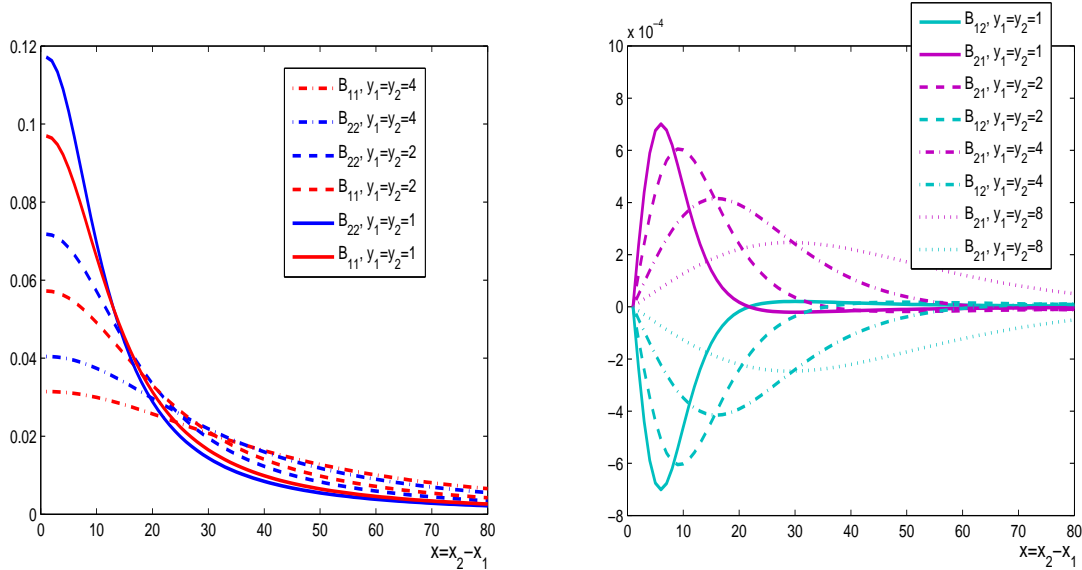 0.12
0.1
0.08
0.06
0.04
0.02
0
0 10 20 30 40 50 60 70 80
x=x2−x1
B11, y1=y2=4
B22, y1=y2=4
B22, y1=y2=2
B11, y1=y2=2
B22, y1=y2=1
B11, y1=y2=1
x 10−4
8
6
4
2
0
−2
−4
−6
−8
0 10 20 30 40 50 60 70 80
x=x2−x1
B12, y1=y2=1
B21, y1=y2=1
B21, y1=y2=2
B12, y1=y2=2
B21, y1=y2=4
B12, y1=y2=4
B21, y1=y2=8
B21, y1=y2=8